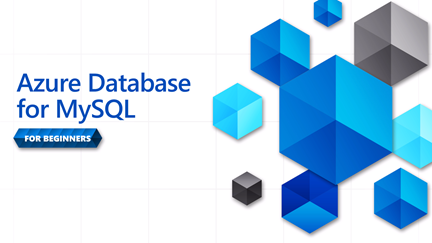 Azure Database
for MySQL
FOR BEGINNERS